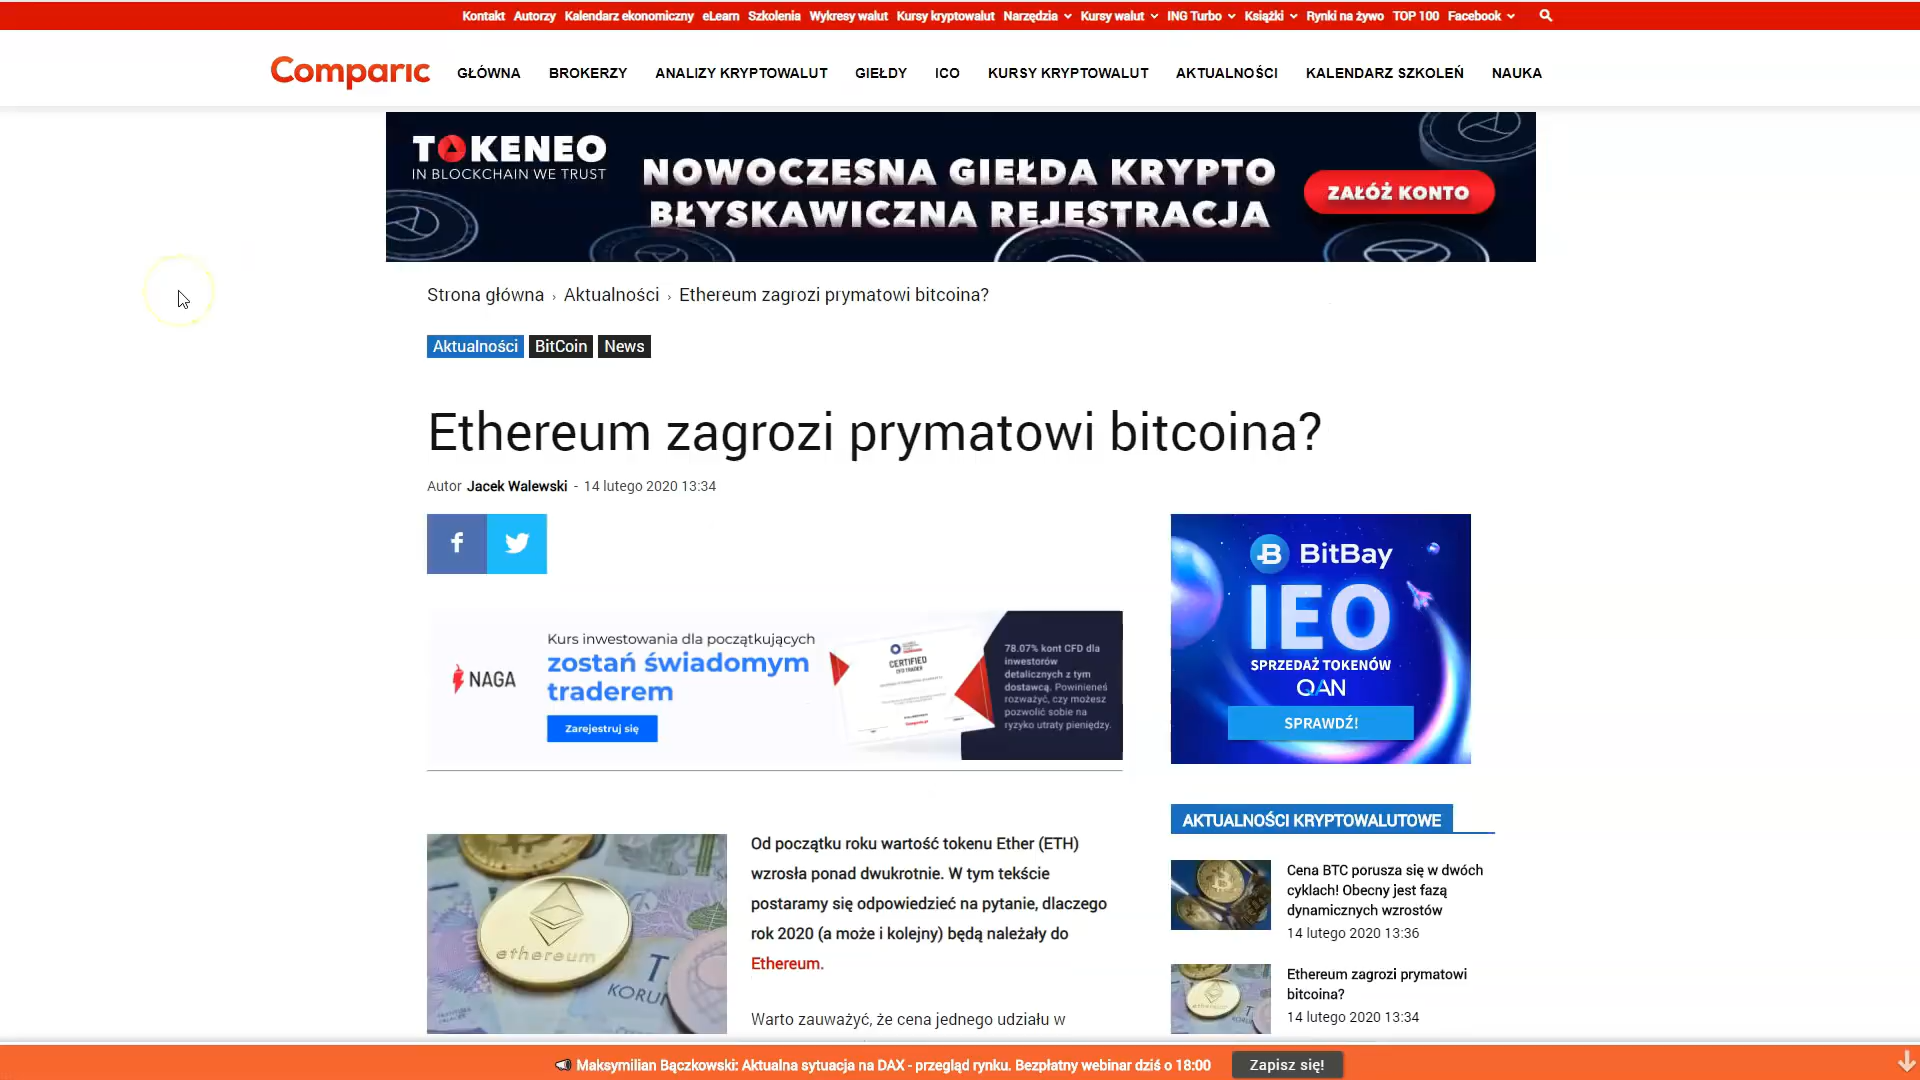 Kontakt Autorzy Kalendarz ekonomiczny eLearn Szkolenia Wykresy walut Kursy kryptowalut Narzędzia Kursy walut ING Turbo Książki Rynki na żywo TOP 100 Facebook
Comparic GŁÓWNA BROKERZY ANALIZY KRYPTOWALUT GIEŁDY ICO KURSY KRYPTOWALUT AKTUALNOŚCI KALENDARZ SZKOLEŃ NAUKA
TOKENEO
IN BLOCKCHAIN WE TRUST
NOWOCZESNA GIEŁDA KRYPTO
BŁYSKAWICZNA REJESTRACJA
ZAŁÓŻ KONTO
Strona główna › Aktualności › Ethereum zagrozi prymatowi bitcoina?
Aktualności BitCoin News
Ethereum zagrozi prymatowi bitcoina?
Autor Jacek Walewski - 14 lutego 2020 13:34
NAGA
Kurs inwestowania dla początkujących
zostań świadomym
traderem
Zarejestruj się
CERTIFIED
78.07% kont CFD dla
inwestorów
detalicznych z tym
dostawcą. Powinieneś
rozważyć, czy możesz
pozwolić sobie na
ryzyko utraty pieniędzy.
BitBay
IEO
SPRZEDAŻ TOKENÓW
QAN
SPRAWDŹ!
ethereum
KORUN
Od początku roku wartość tokenu Ether (ETH)
wzrosła ponad dwukrotnie. W tym tekście
postaramy się odpowiedzieć na pytanie, dlaczego
rok 2020 (a może i kolejny) będą należały do
Ethereum.
Warto zauważyć, że cena jednego udziału w
AKTUALNOŚCI KRYPTOWALUTOWE
Cena BTC porusza się w dwóch
cyklach! Obecny jest fazą
dynamicznych wzrostów
14 lutego 2020 13:36
Ethereum zagrozi prymatowi
bitcoina?
14 lutego 2020 13:34
Maksymilian Bączkowski: Aktualna sytuacja na DAX - przegląd rynku. Bezpłatny webinar dziś o 18:00 Zapisz się!